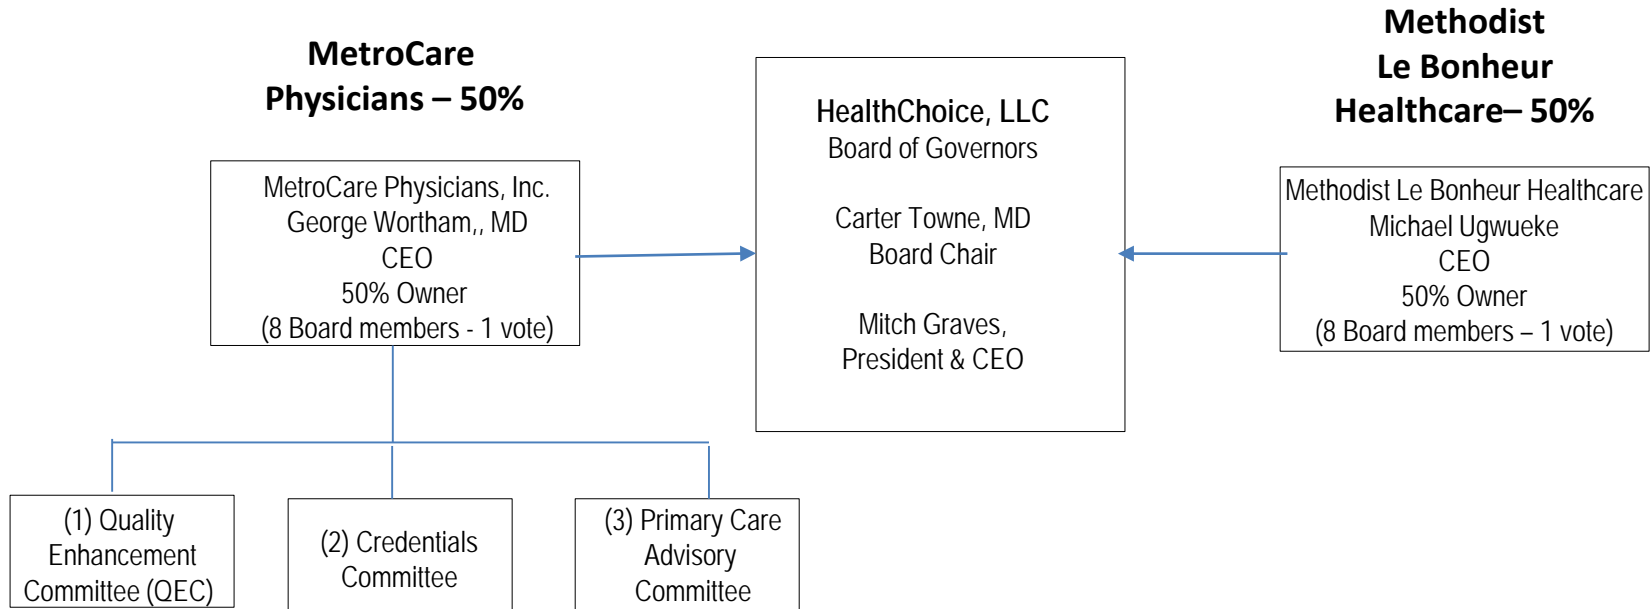 MetroCare
Physicians – 50%
MetroCare Physicians, Inc.
George Wortham,, MD
CEO
50% Owner
(8 Board members - 1 vote)
HealthChoice, LLC
Board of Governors
Carter Towne, MD
Board Chair
Mitch Graves,
President & CEO
Methodist
Le Bonheur
Healthcare– 50%
Methodist Le Bonheur Healthcare
Michael Ugwueke
CEO
50% Owner
(8 Board members – 1 vote)
(1) Quality
Enhancement
Committee (QEC)
(2) Credentials
Committee
(3) Primary Care
Advisory
Committee